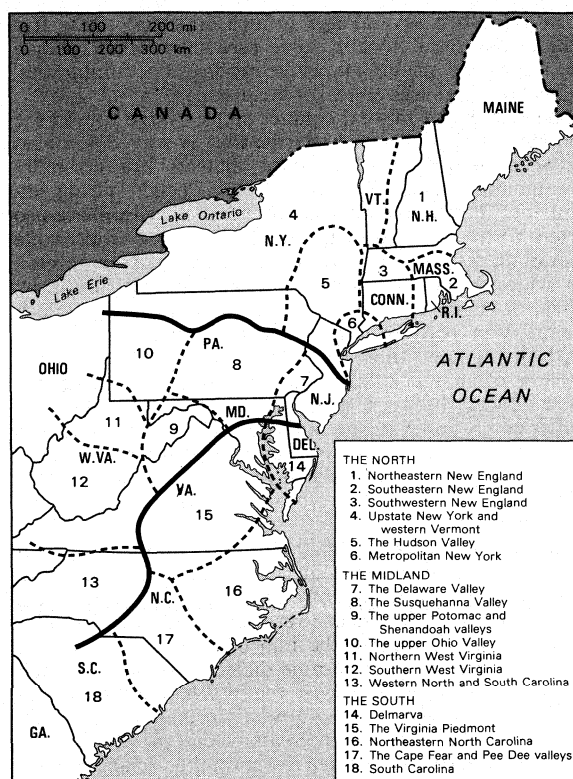 0 100 200 mi
0 100 200 300 km
CANADA
MAINE
Lake Ontario
VT.
1
N.H.
4
N.Y.
Lake Erie
3
MASS.
2
5
CONN.
R.I.
6
PA.
10
8
OHIO
7
ATLANTIC
OCEAN
N.J.
MD.
11
9
DEL.
W.VA.
14
12
VA.
15
13
N.C.
16
17
S.C.
18
GA.
THE NORTH
1. Northeastern New England
2. Southeastern New England
3. Southwestern New England
4. Upstate New York and
western Vermont
5. The Hudson Valley
6. Metropolitan New York
THE MIDLAND
7. The Delaware Valley
8. The Susquehanna Valley
9. The upper Potomac and
Shenandoah valleys
10. The upper Ohio Valley
11. Northern West Virginia
12. Southern West Virginia
13. Western North and South Carolina
THE SOUTH
14. Delmarva
15. The Virginia Piedmont
16. Northeastern North Carolina
17. The Cape Fear and Pee Dee valleys
18. South Carolina